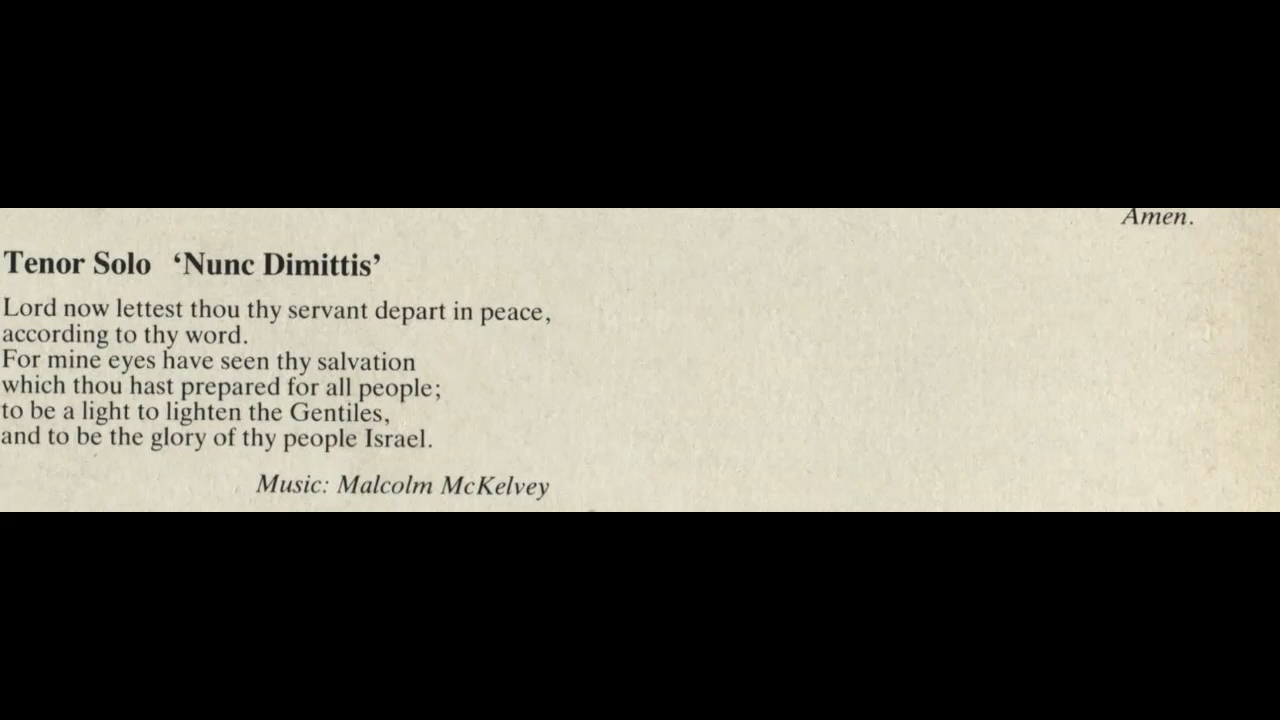 Amen.
Tenor Solo ‘Nunc Dimittis’
Lord now lettest thou thy servant depart in peace,
according to thy word.
For mine eyes have seen thy salvation
which thou hast prepared for all people;
to be a light to lighten the Gentiles,
and to be the glory of thy people Israel.
Music: Malcolm McKelvey